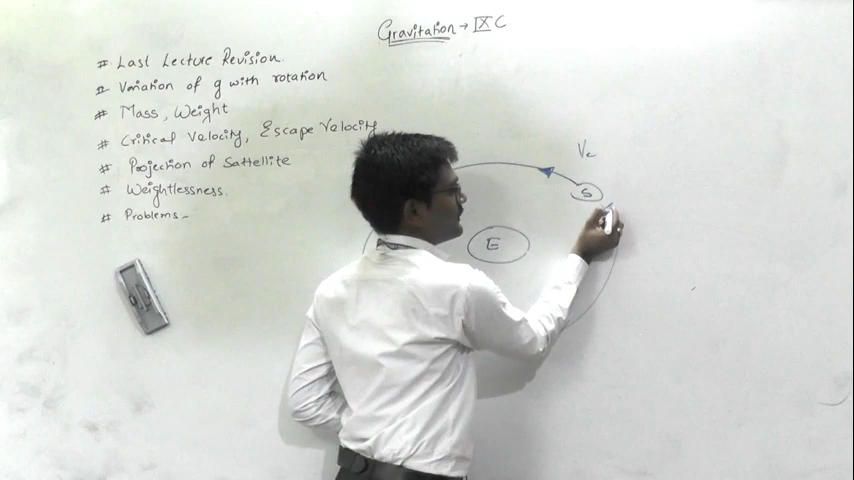 Gravitation → IX C
# Last Lecture Revision.
# Variation of g with rotation
# Mass, Weight
# Critical Velocity, Escape Velocity
# Projection of Sattellite
# Weightlessness.
# Problems -
Vc
S
E